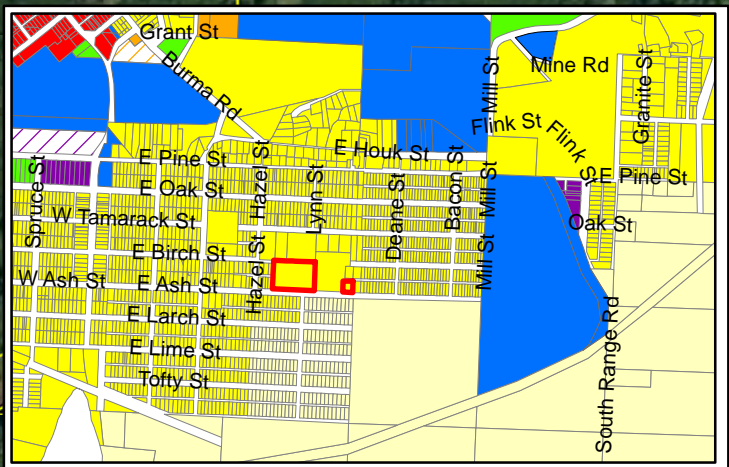 Grant St
Burma Rd
Mill St
Mine Rd
Granite St
Flink St
Flink St
E Houk St
E Pine St
E Pine St
Spruce St
E Oak St
Hazel St
Lynn St
Deane St
Bacon St
Mill St
Oak St
W Tamarack St
E Birch St
Hazel St
Mill St
W Ash St
E Ash St
E Larch St
E Lime St
Tofty St
South Range Rd